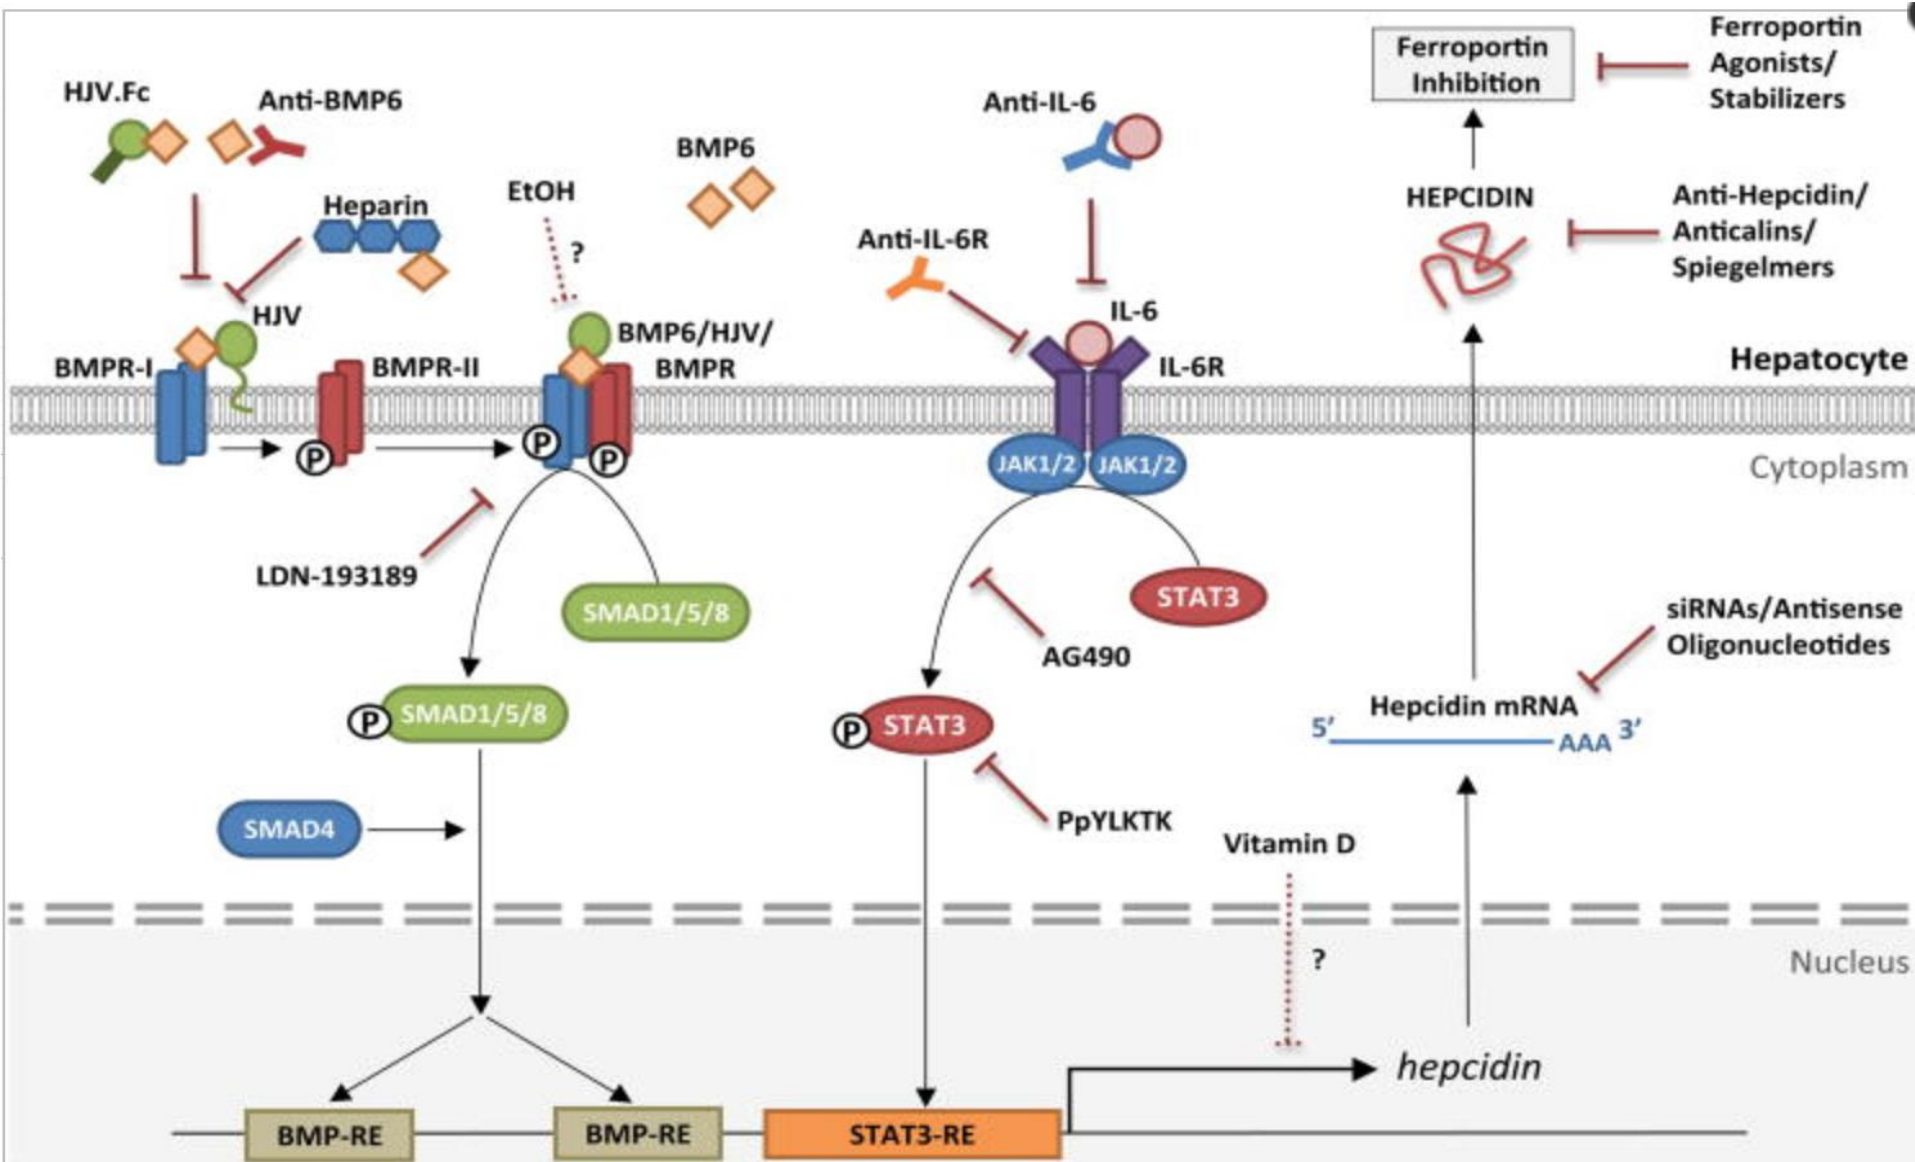 HJV.Fc
Anti-BMP6
Heparin
EtOH
?
BMP6
HJV
BMPR-I
BMPR-II
BMP6/HJV/
BMPR
Anti-IL-6
Anti-IL-6R
IL-6
IL-6R
Ferroportin
Inhibition
Ferroportin
Agonists/
Stabilizers
HEPCIDIN
Anti-Hepcidin/
Anticalins/
Spiegelmers
Hepatocyte
Cytoplasm
P
P
P
JAK1/2
JAK1/2
LDN-193189
SMAD1/5/8
STAT3
AG490
siRNAs/Antisense
Oligonucleotides
P
SMAD1/5/8
P
STAT3
Hepcidin mRNA
5’
AAA
3’
SMAD4
PpYLKTK
Vitamin D
?
Nucleus
hepcidin
BMP-RE
BMP-RE
STAT3-RE